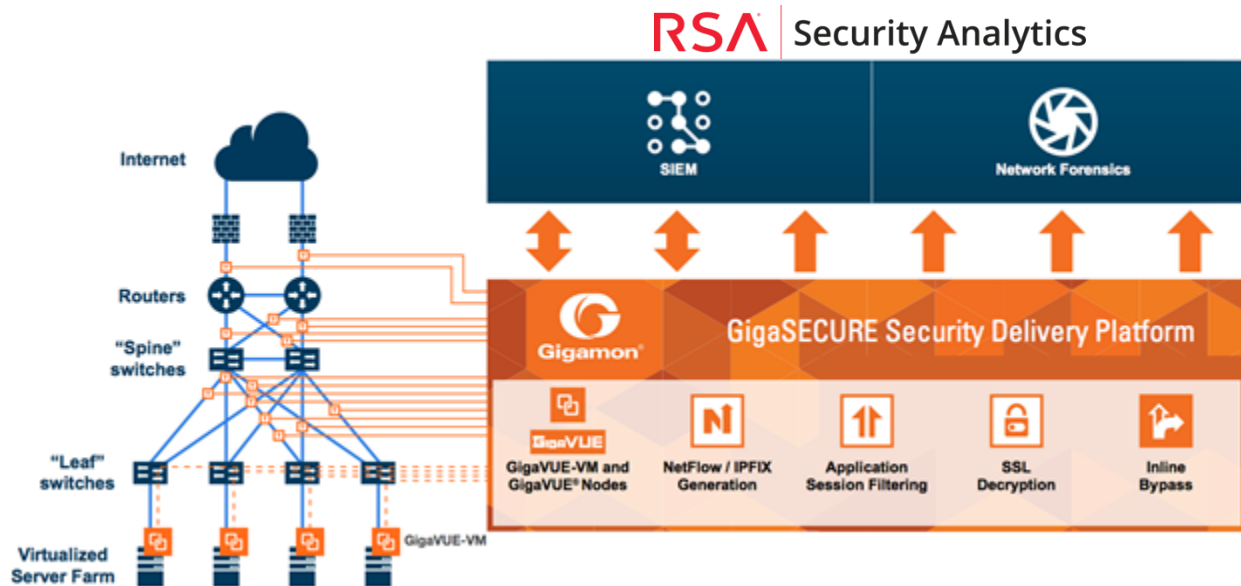 RSA Security Analytics
SIEM
Network Forensics
Internet
Routers
“Spine”
switches
“Leaf”
switches
Virtualized
Server Farm
GigaVUE-VM
Gigamon®
GigaSECURE Security Delivery Platform
GigaVUE
GigaVUE-VM and
GigaVUE® Nodes
NetFlow / IPFIX
Generation
Application
Session Filtering
SSL
Decryption
Inline
Bypass